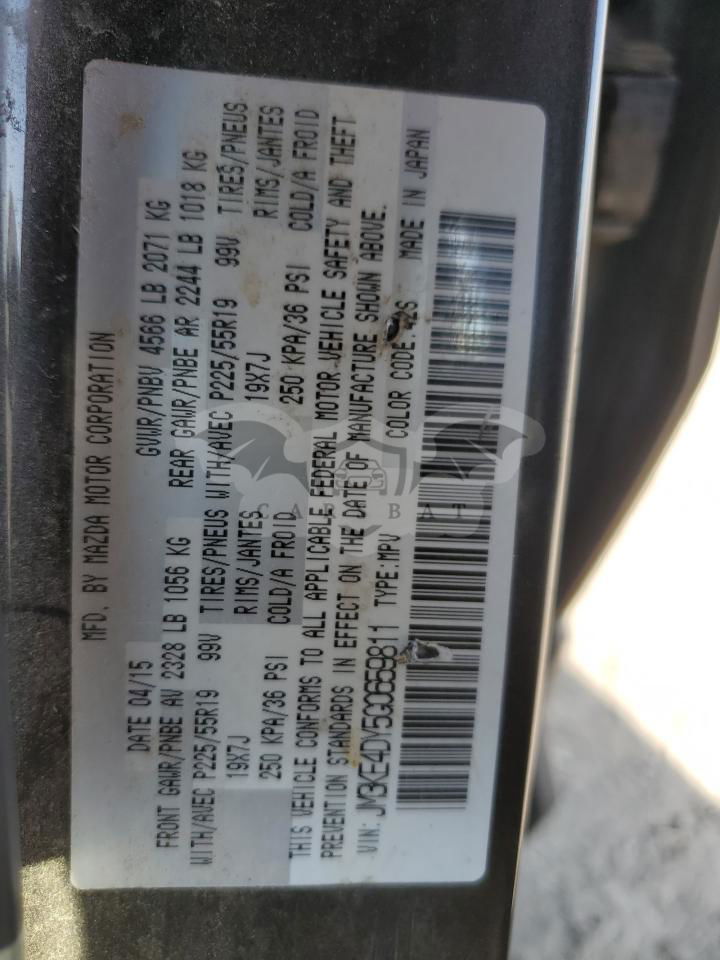 MFD. BY MAZDA MOTOR CORPORATION
DATE 04/15 GVWR/PNBV 4566 LB 2071 KG
FRONT GAWR/PNBE AV 2328 LB 1056 KG REAR GAWR/PNBE AR 2244 LB 1018 KG
WITH/AVEC P225/55R19 99V TIRES/PNEUS WITH/AVEC P225/55R19 99V TIRES/PNEUS
19X7J RIMS/JANTES 19X7J RIMS/JANTES
250 KPA/36 PSI COLD/A FROID 250 KPA/36 PSI COLD/A FROID
THIS VEHICLE CONFORMS TO ALL APPLICABLE FEDERAL MOTOR VEHICLE SAFETY AND THEFT
PREVENTION STANDARDS IN EFFECT ON THE DATE OF MANUFACTURE SHOWN ABOVE.
VIN: JM3KE4DY5G0659811 TYPE:MPV COLOR CODE: 42S MADE IN JAPAN
CAR BAT